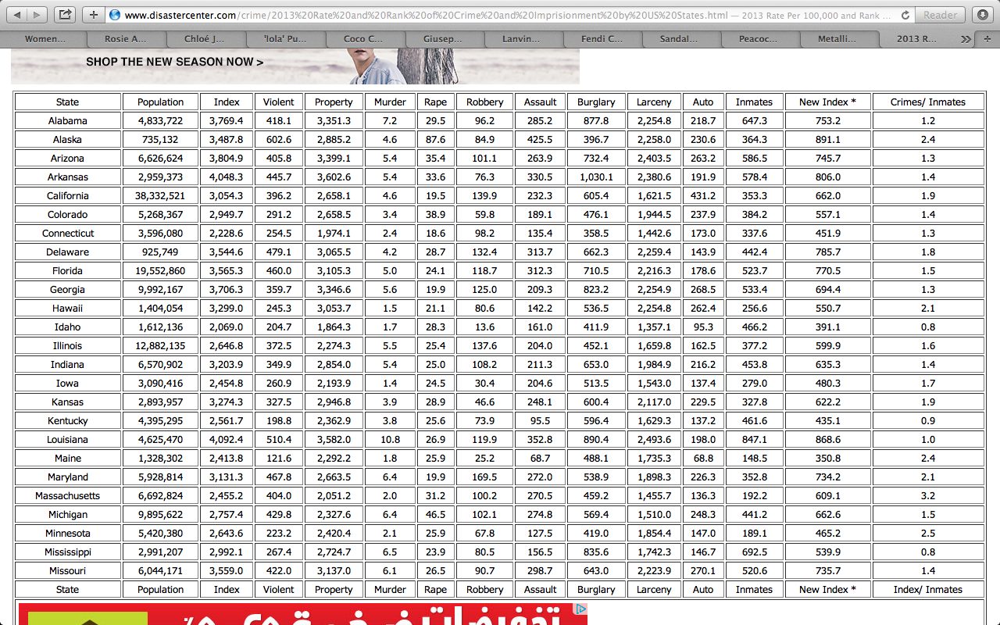 www.disastercenter.com/crime/2013%20Rate%20and%20Rank%20of%20Crime%20and%20Imprisionment%20by%20US%20States.html — 2013 Rate Per 100,000 and Rank ... Reader
Women... Rosie A... Chloé J... 'lola' Pu... Coco C... Giusep... Lanvin... Fendi C... Sandal... Peacoc... Metalli... 2013 R...
SHOP THE NEW SEASON NOW >
State Population Index Violent Property Murder Rape Robbery Assault Burglary Larceny Auto Inmates New Index * Crimes/ Inmates
Alabama 4,833,722 3,769.4 418.1 3,351.3 7.2 29.5 96.2 285.2 877.8 2,254.8 218.7 647.3 753.2 1.2
Alaska 735,132 3,487.8 602.6 2,885.2 4.6 87.6 84.9 425.5 396.7 2,258.0 230.6 364.3 891.1 2.4
Arizona 6,626,624 3,804.9 405.8 3,399.1 5.4 35.4 101.1 263.9 732.4 2,403.5 263.2 586.5 745.7 1.3
Arkansas 2,959,373 4,048.3 445.7 3,602.6 5.4 33.6 76.3 330.5 1,030.1 2,380.6 191.9 578.4 806.0 1.4
California 38,332,521 3,054.3 396.2 2,658.1 4.6 19.5 139.9 232.3 605.4 1,621.5 431.2 353.3 662.0 1.9
Colorado 5,268,367 2,949.7 291.2 2,658.5 3.4 38.9 59.8 189.1 476.1 1,944.5 237.9 384.2 557.1 1.4
Connecticut 3,596,080 2,228.6 254.5 1,974.1 2.4 18.6 98.2 135.4 358.5 1,442.6 173.0 337.6 451.9 1.3
Delaware 925,749 3,544.6 479.1 3,065.5 4.2 28.7 132.4 313.7 662.3 2,259.4 143.9 442.4 785.7 1.8
Florida 19,552,860 3,565.3 460.0 3,105.3 5.0 24.1 118.7 312.3 710.5 2,216.3 178.6 523.7 770.5 1.5
Georgia 9,992,167 3,706.3 359.7 3,346.6 5.6 19.9 125.0 209.3 823.2 2,254.9 268.5 533.4 694.4 1.3
Hawaii 1,404,054 3,299.0 245.3 3,053.7 1.5 21.1 80.6 142.2 536.5 2,254.8 262.4 256.6 550.7 2.1
Idaho 1,612,136 2,069.0 204.7 1,864.3 1.7 28.3 13.6 161.0 411.9 1,357.1 95.3 466.2 391.1 0.8
Illinois 12,882,135 2,646.8 372.5 2,274.3 5.5 25.4 137.6 204.0 452.1 1,659.8 162.5 377.2 599.9 1.6
Indiana 6,570,902 3,203.9 349.9 2,854.0 5.4 25.0 108.2 211.3 653.0 1,984.9 216.2 453.8 635.3 1.4
Iowa 3,090,416 2,454.8 260.9 2,193.9 1.4 24.5 30.4 204.6 513.5 1,543.0 137.4 279.0 480.3 1.7
Kansas 2,893,957 3,274.3 327.5 2,946.8 3.9 28.9 46.6 248.1 600.4 2,117.0 229.5 327.8 622.2 1.9
Kentucky 4,395,295 2,561.7 198.8 2,362.9 3.8 25.6 73.9 95.5 596.4 1,629.3 137.2 461.6 435.1 0.9
Louisiana 4,625,470 4,092.4 510.4 3,582.0 10.8 26.9 119.9 352.8 890.4 2,493.6 198.0 847.1 868.6 1.0
Maine 1,328,302 2,413.8 121.6 2,292.2 1.8 25.9 25.2 68.7 488.1 1,735.3 68.8 148.5 350.8 2.4
Maryland 5,928,814 3,131.3 467.8 2,663.5 6.4 19.9 169.5 272.0 538.9 1,898.3 226.3 352.8 734.2 2.1
Massachusetts 6,692,824 2,455.2 404.0 2,051.2 2.0 31.2 100.2 270.5 459.2 1,455.7 136.3 192.2 609.1 3.2
Michigan 9,895,622 2,757.4 429.8 2,327.6 6.4 46.5 102.1 274.8 569.4 1,510.0 248.3 441.2 662.6 1.5
Minnesota 5,420,380 2,643.6 223.2 2,420.4 2.1 25.9 67.8 127.5 419.0 1,854.4 147.0 189.1 465.2 2.5
Mississippi 2,991,207 2,992.1 267.4 2,724.7 6.5 23.9 80.5 156.5 835.6 1,742.3 146.7 692.5 539.9 0.8
Missouri 6,044,171 3,559.0 422.0 3,137.0 6.1 26.5 90.7 298.7 643.0 2,223.9 270.1 520.6 735.7 1.4
State Population Index Violent Property Murder Rape Robbery Assault Burglary Larceny Auto Inmates New Index * Index/ Inmates